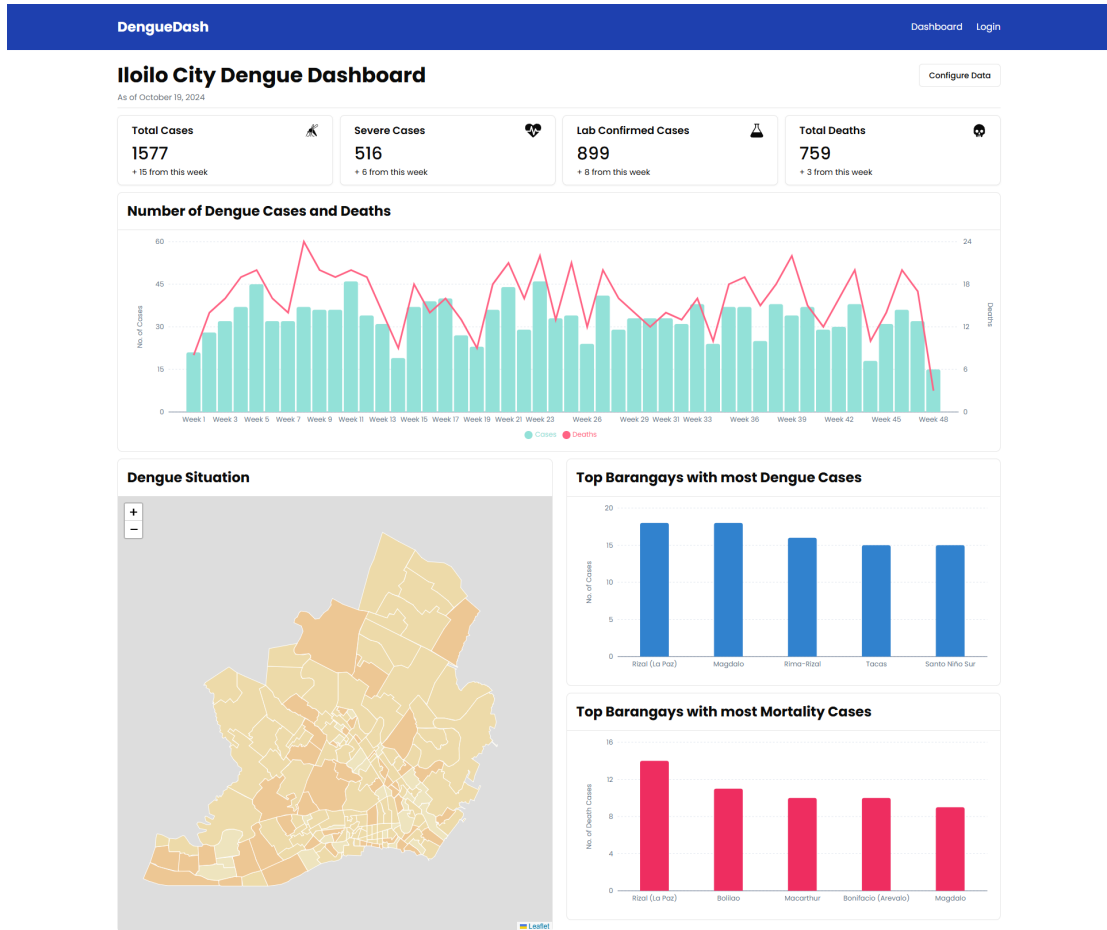 DengueDash
Dashboard Login
Iloilo City Dengue Dashboard
Configure Data
As of October 19, 2024
Total Cases
1577
+ 15 from this week
Severe Cases
516
+ 6 from this week
Lab Confirmed Cases
899
+ 8 from this week
Total Deaths
759
+ 3 from this week
Number of Dengue Cases and Deaths
60
45
30
15
0
No. of Cases
24
18
12
6
0
Deaths
Week 1 Week 3 Week 5 Week 7 Week 9 Week 11 Week 13 Week 15 Week 17 Week 19 Week 21 Week 23 Week 26 Week 29 Week 31 Week 33 Week 36 Week 39 Week 42 Week 45 Week 48
Cases Deaths
Dengue Situation
+
−
Leaflet
Top Barangays with most Dengue Cases
20
15
10
5
0
No. of Cases
Rizal (La Paz) Magdalo Rima-Rizal Tacas Santo Niño Sur
Top Barangays with most Mortality Cases
16
12
8
4
0
No. of Death Cases
Rizal (La Paz) Bolilao Macarthur Bonifacio (Arevalo) Magdalo